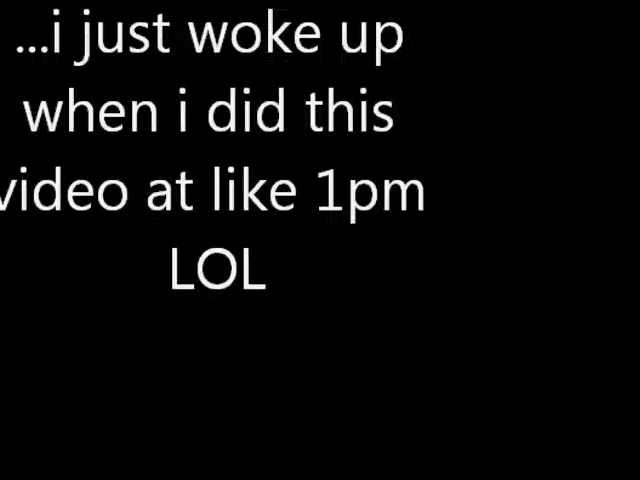 ...i just woke up
when i did this
video at like 1pm
LOL